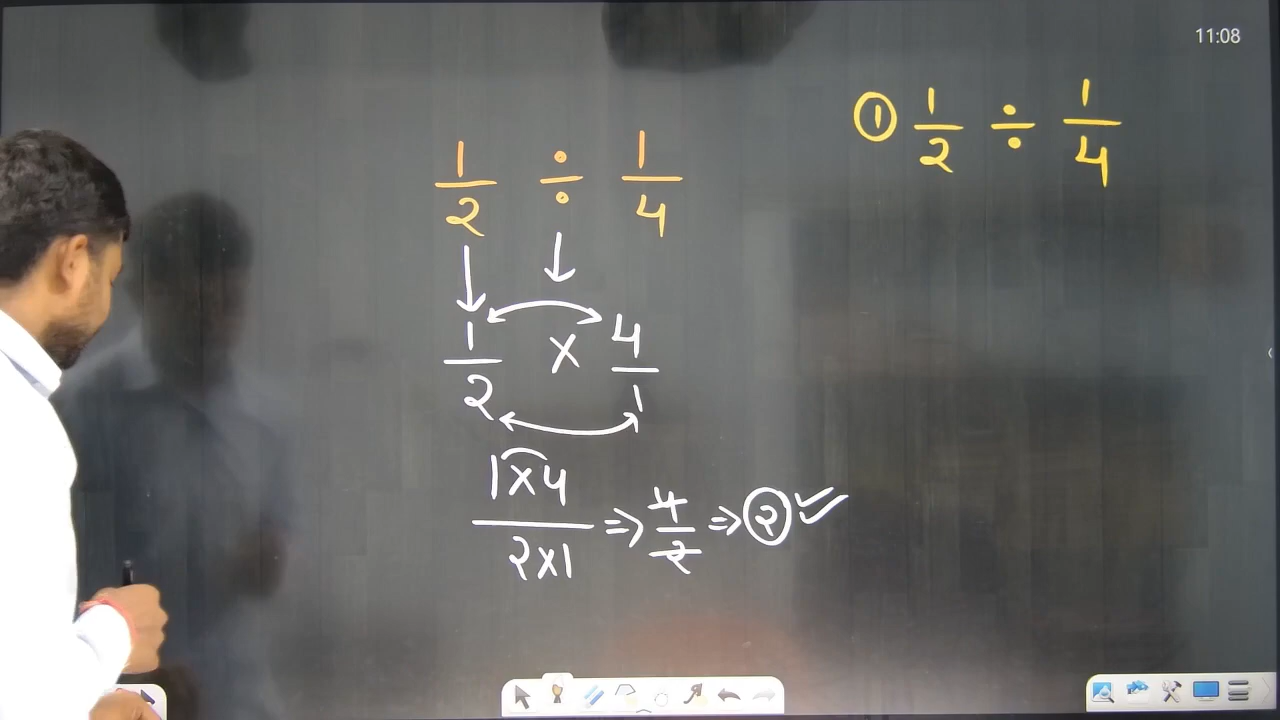 11:08
① 1/2 ÷ 1/4
1/2 ÷ 1/4
1/2 × 4/1
1×4/2×1 ⇒ 4/2 ⇒ 2